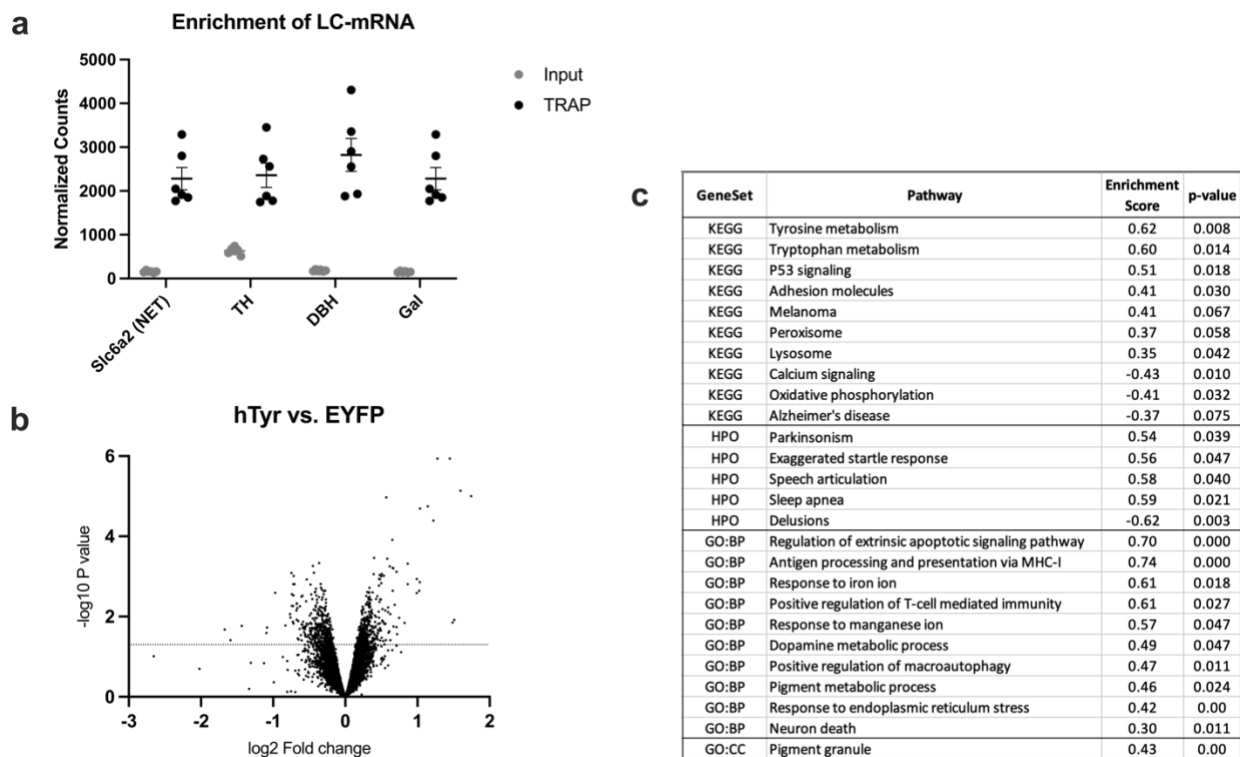 a
Enrichment of LC-mRNA
Normalized Counts
5000
4000
3000
2000
1000
0
Slc6a2 (NET)
TH
DBH
Gal
Input
TRAP
b
hTyr vs. EYFP
-log10 P value
6
4
2
0
-3 -2 -1 0 1 2
log2 Fold change
c
GeneSet Pathway Enrichment Score p-value
KEGG Tyrosine metabolism 0.62 0.008
KEGG Tryptophan metabolism 0.60 0.014
KEGG P53 signaling 0.51 0.018
KEGG Adhesion molecules 0.41 0.030
KEGG Melanoma 0.41 0.067
KEGG Peroxisome 0.37 0.058
KEGG Lysosome 0.35 0.042
KEGG Calcium signaling -0.43 0.010
KEGG Oxidative phosphorylation -0.41 0.032
KEGG Alzheimer's disease -0.37 0.075
HPO Parkinsonism 0.54 0.039
HPO Exaggerated startle response 0.56 0.047
HPO Speech articulation 0.58 0.040
HPO Sleep apnea 0.59 0.021
HPO Delusions -0.62 0.003
GO:BP Regulation of extrinsic apoptotic signaling pathway 0.70 0.000
GO:BP Antigen processing and presentation via MHC-I 0.74 0.000
GO:BP Response to iron ion 0.61 0.018
GO:BP Positive regulation of T-cell mediated immunity 0.61 0.027
GO:BP Response to manganese ion 0.57 0.047
GO:BP Dopamine metabolic process 0.49 0.047
GO:BP Positive regulation of macroautophagy 0.47 0.011
GO:BP Pigment metabolic process 0.46 0.024
GO:BP Response to endoplasmic reticulum stress 0.42 0.00
GO:BP Neuron death 0.30 0.011
GO:CC Pigment granule 0.43 0.00